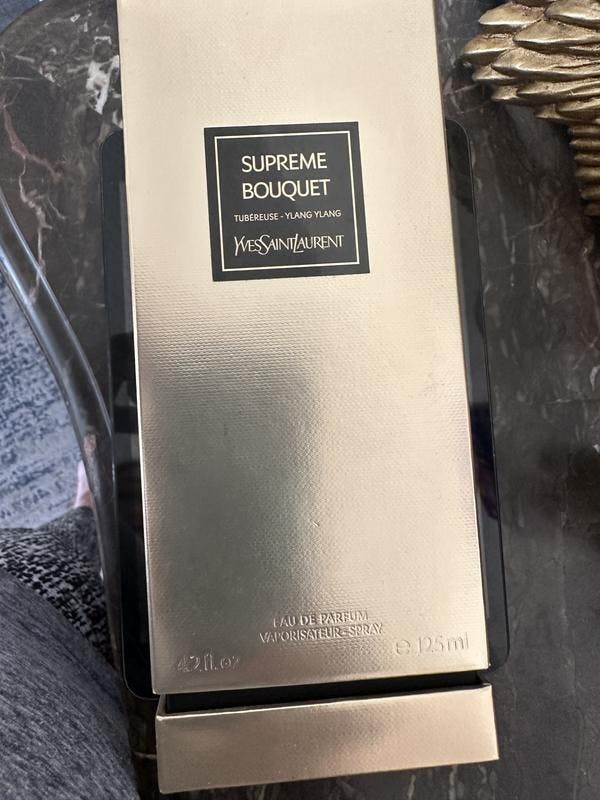 SUPREME
BOUQUET
TUBÉREUSE - YLANG YLANG
YVESSAINTLAURENT
EAU DE PARFUM
VAPORISATEUR-SPRAY
4.2 fl. oz
e 125 ml